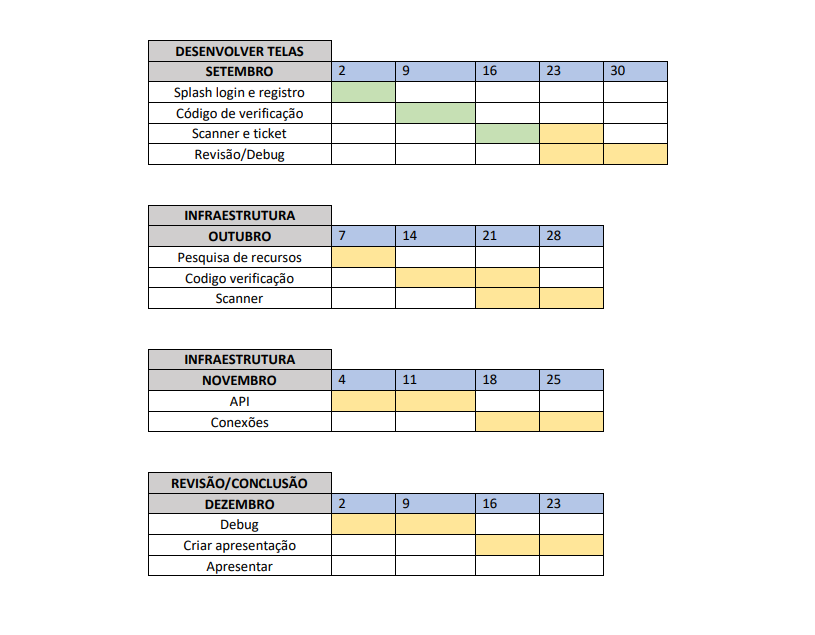 DESENVOLVER TELAS
SETEMBRO 2 9 16 23 30
Splash login e registro
Código de verificação
Scanner e ticket
Revisão/Debug
INFRAESTRUTURA
OUTUBRO 7 14 21 28
Pesquisa de recursos
Codigo verificação
Scanner
INFRAESTRUTURA
NOVEMBRO 4 11 18 25
API
Conexões
REVISÃO/CONCLUSÃO
DEZEMBRO 2 9 16 23
Debug
Criar apresentação
Apresentar